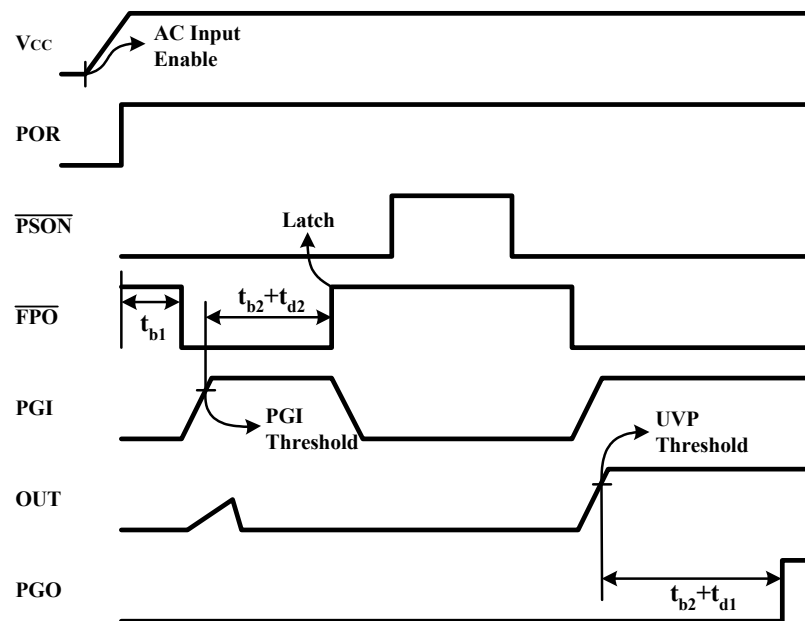 VCC
AC Input
Enable
POR
PSON
Latch
FPO
tb1
tb2+td2
PGI
PGI
Threshold
UVP
Threshold
OUT
PGO
tb2+td1